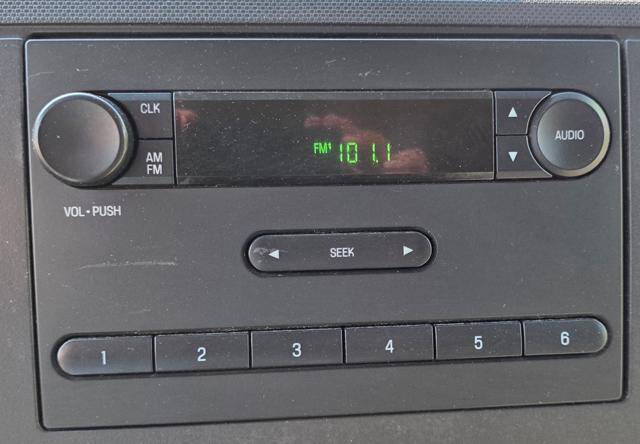 CLK
AM
FM
FM1 101.1
▲
▼
AUDIO
VOL•PUSH
◄ SEEK ►
1 2 3 4 5 6